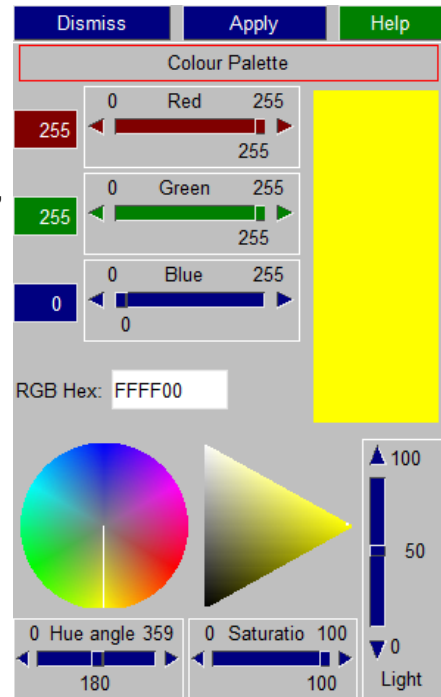 Dismiss Apply Help
Colour Palette
0 Red 255
255
255
0 Green 255
255
255
0 Blue 255
0
0
RGB Hex: FFFF00
100
50
0
Light
0 Hue angle 359
180
0 Saturatio 100
100